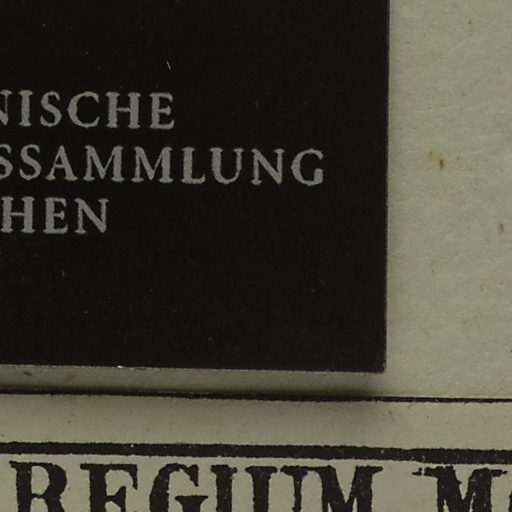 NISCHE
SSAMMLUNG
HEN
REGIUM M